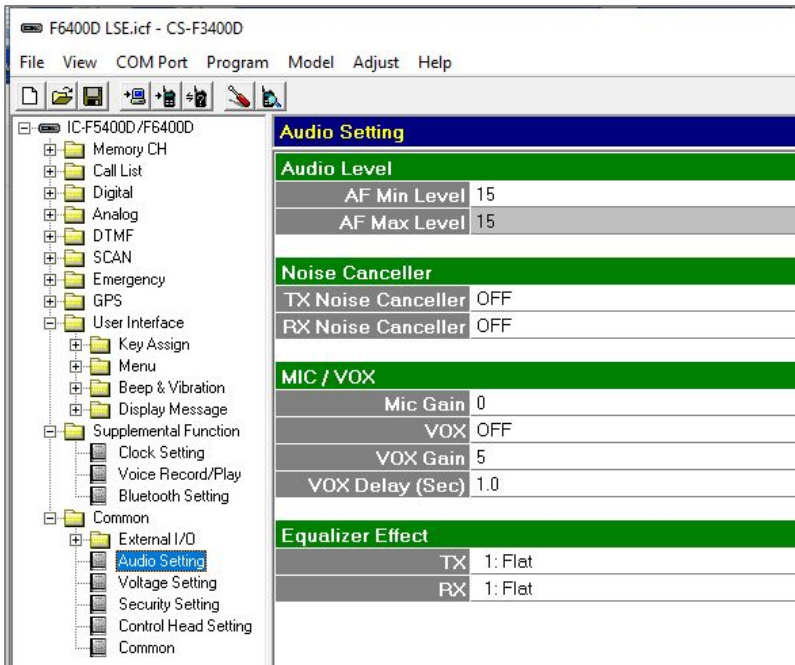 F6400D LSE.icf - CS-F3400D
File View COM Port Program Model Adjust Help
IC-F5400D/F6400D
Memory CH
Call List
Digital
Analog
DTMF
SCAN
Emergency
GPS
User Interface
Key Assign
Menu
Beep & Vibration
Display Message
Supplemental Function
Clock Setting
Voice Record/Play
Bluetooth Setting
Common
External I/O
Audio Setting
Voltage Setting
Security Setting
Control Head Setting
Common
Audio Setting
Audio Level
AF Min Level 15
AF Max Level 15
Noise Canceller
TX Noise Canceller OFF
RX Noise Canceller OFF
MIC / VOX
Mic Gain 0
VOX OFF
VOX Gain 5
VOX Delay (Sec) 1.0
Equalizer Effect
TX 1: Flat
RX 1: Flat